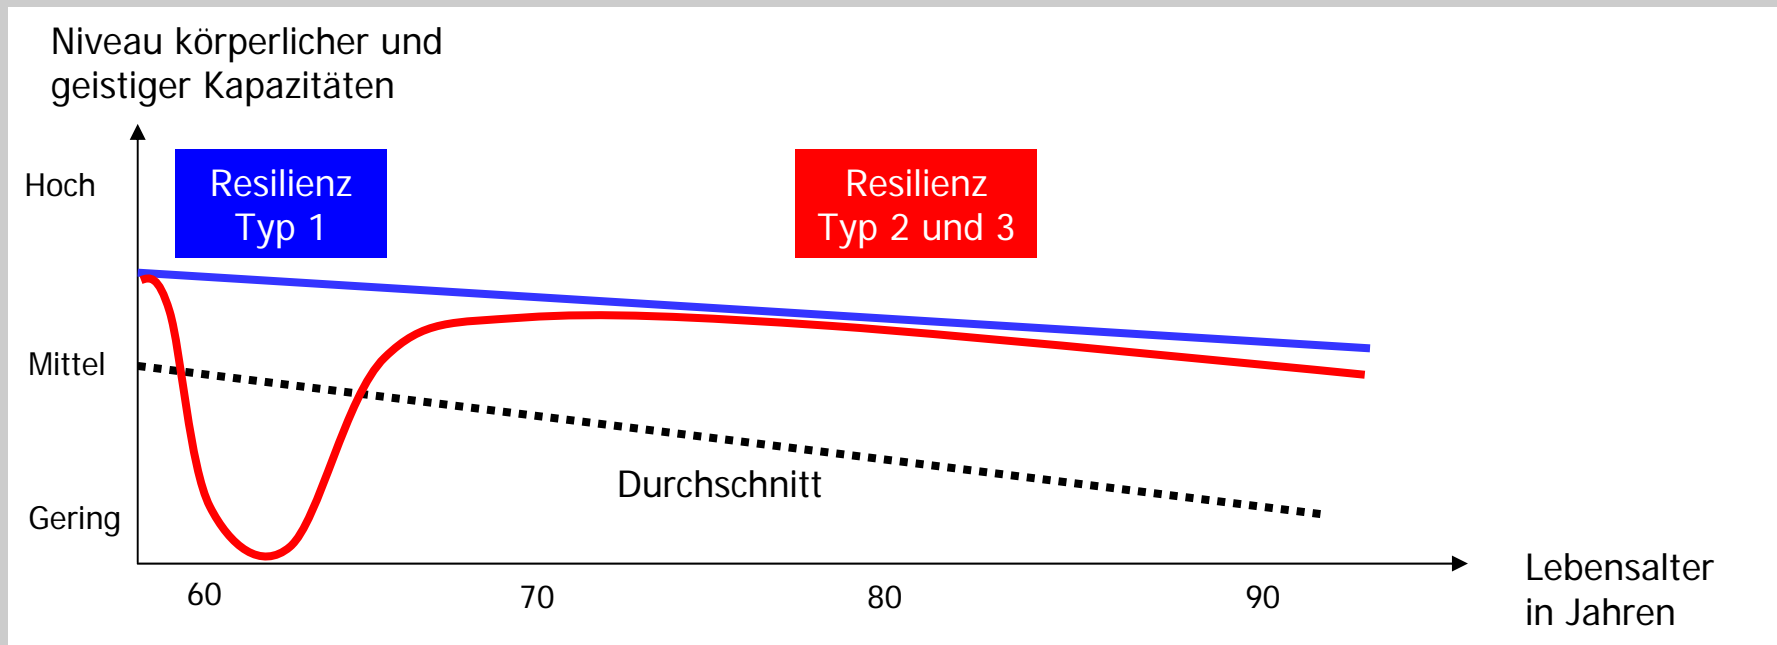 Niveau körperlicher und
geistiger Kapazitäten
Hoch
Resilienz
Typ 1
Resilienz
Typ 2 und 3
Mittel
Durchschnitt
Gering
60 70 80 90
Lebensalter
in Jahren